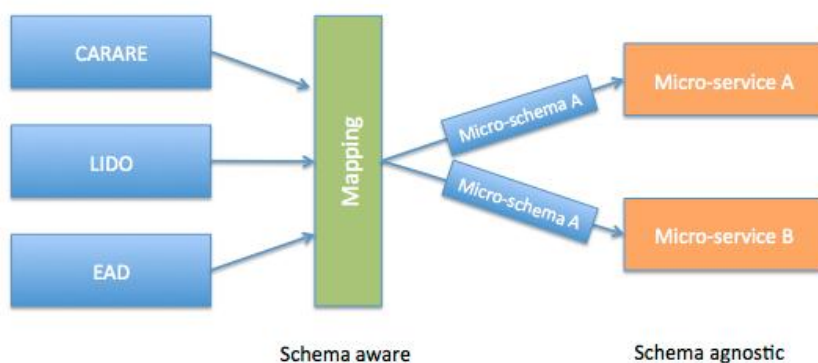 CARARE
LIDO
EAD
Mapping
Micro-schema A
Micro-schema A
Micro-service A
Micro-service B
Schema aware
Schema agnostic